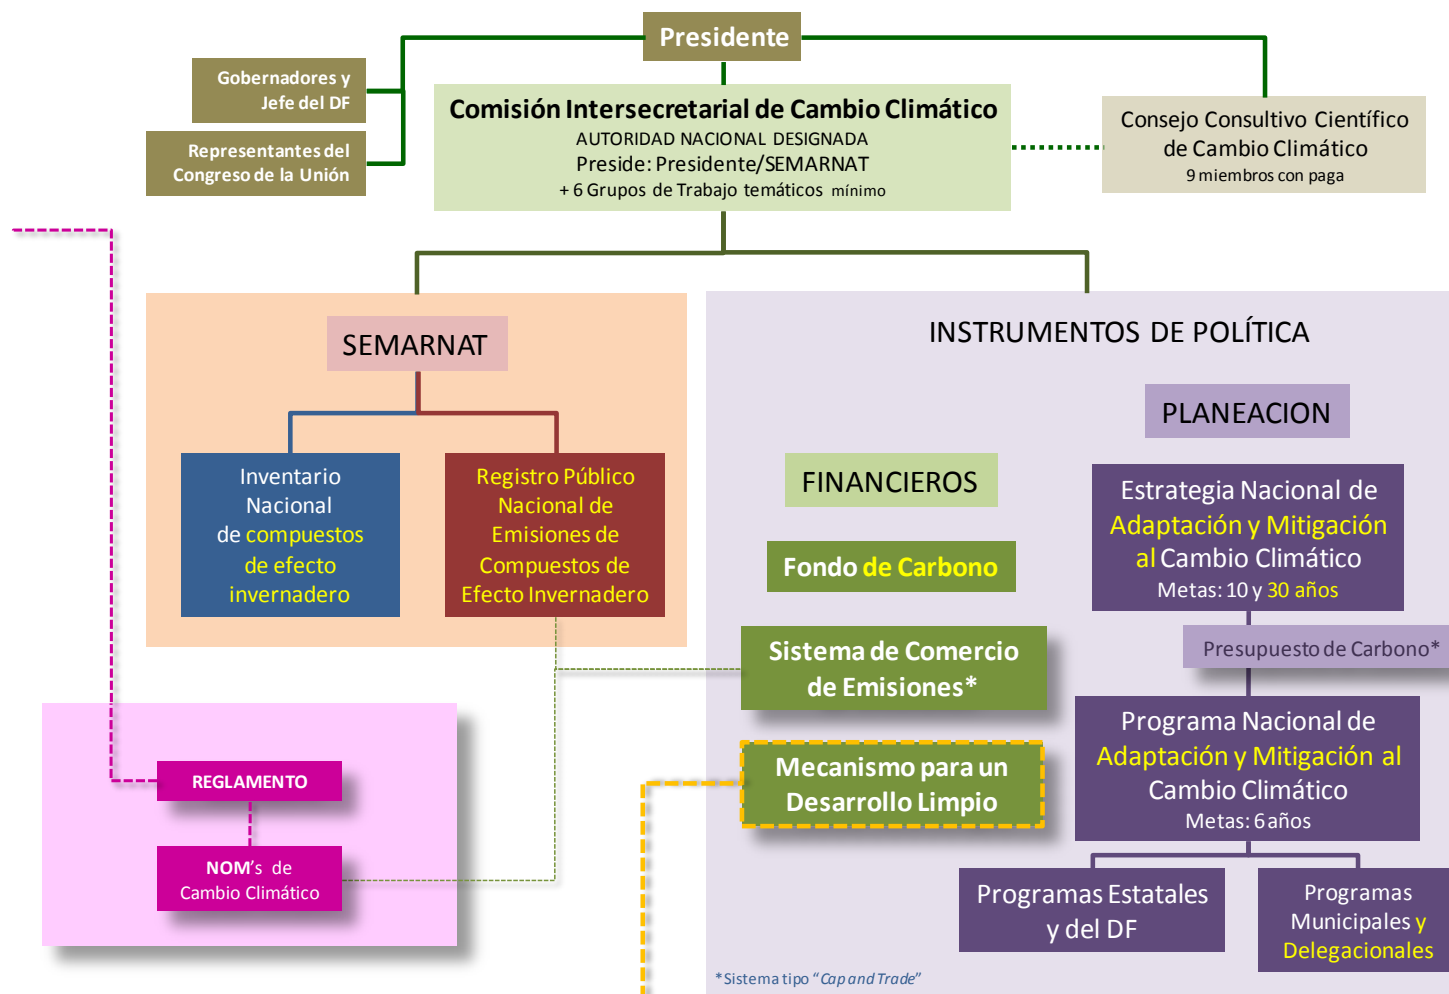 Presidente
Gobernadores y
Jefe del DF
Representantes del
Congreso de la Unión
Comisión Intersecretarial de Cambio Climático
AUTORIDAD NACIONAL DESIGNADA
Preside: Presidente/SEMARNAT
+ 6 Grupos de Trabajo temáticos mínimo
Consejo Consultivo Científico
de Cambio Climático
9 miembros con paga
SEMARNAT
Inventario
Nacional
de compuestos
de efecto
invernadero
Registro Público
Nacional de
Emisiones de
Compuestos de
Efecto Invernadero
REGLAMENTO
NOM's de
Cambio Climático
INSTRUMENTOS DE POLÍTICA
FINANCIEROS
Fondo de Carbono
Sistema de Comercio
de Emisiones*
Mecanismo para un
Desarrollo Limpio
PLANEACION
Estrategia Nacional de
Adaptación y Mitigación
al Cambio Climático
Metas: 10 y 30 años
Presupuesto de Carbono*
Programa Nacional de
Adaptación y Mitigación al
Cambio Climático
Metas: 6 años
Programas Estatales
y del DF
Programas
Municipales y
Delegacionales
*Sistema tipo “Cap and Trade”